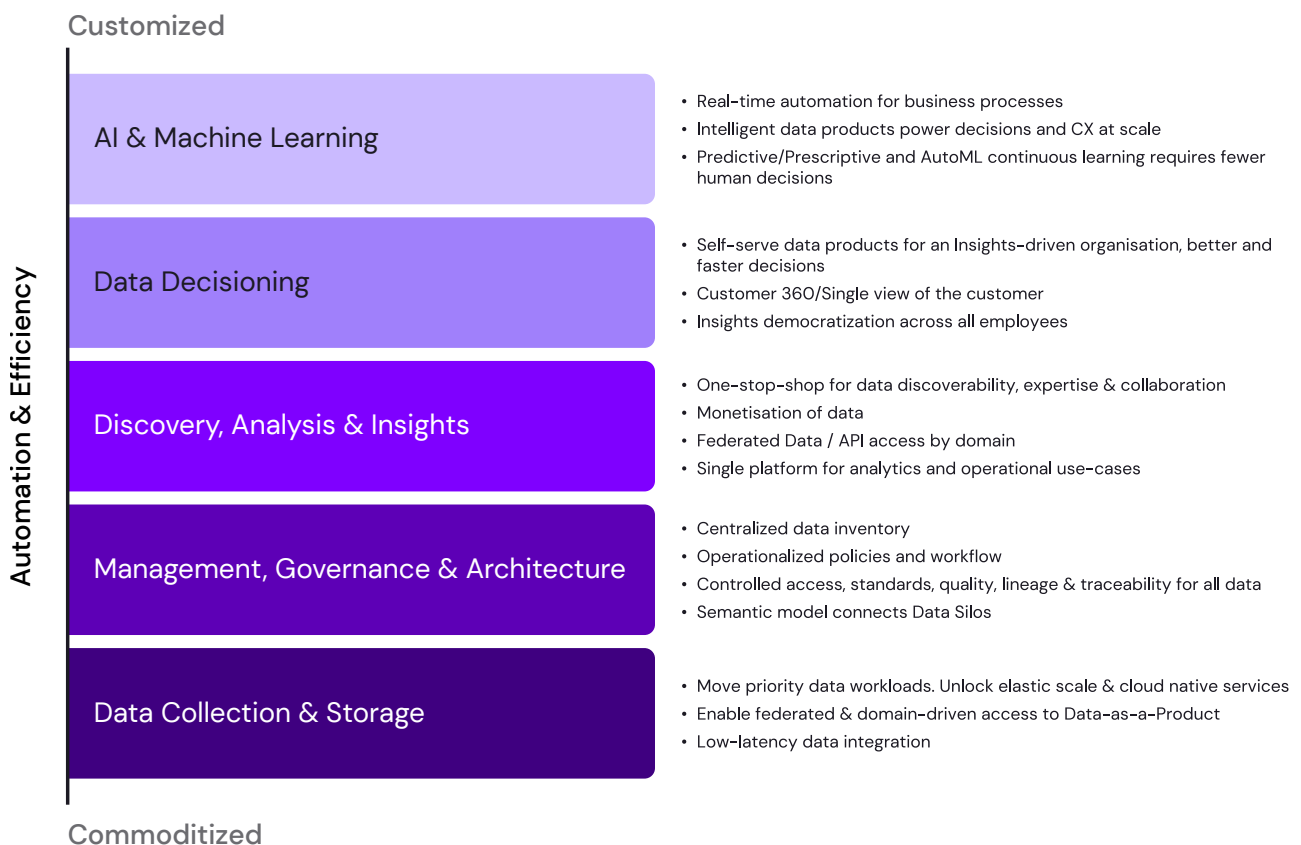 Customized
Automation & Efficiency
AI & Machine Learning
• Real-time automation for business processes
• Intelligent data products power decisions and CX at scale
• Predictive/Prescriptive and AutoML continuous learning requires fewer
human decisions
Data Decisioning
• Self-serve data products for an Insights-driven organisation, better and
faster decisions
• Customer 360/Single view of the customer
• Insights democratization across all employees
Discovery, Analysis & Insights
• One-stop-shop for data discoverability, expertise & collaboration
• Monetisation of data
• Federated Data / API access by domain
• Single platform for analytics and operational use-cases
Management, Governance & Architecture
• Centralized data inventory
• Operationalized policies and workflow
• Controlled access, standards, quality, lineage & traceability for all data
• Semantic model connects Data Silos
Data Collection & Storage
• Move priority data workloads. Unlock elastic scale & cloud native services
• Enable federated & domain-driven access to Data-as-a-Product
• Low-latency data integration
Commoditized